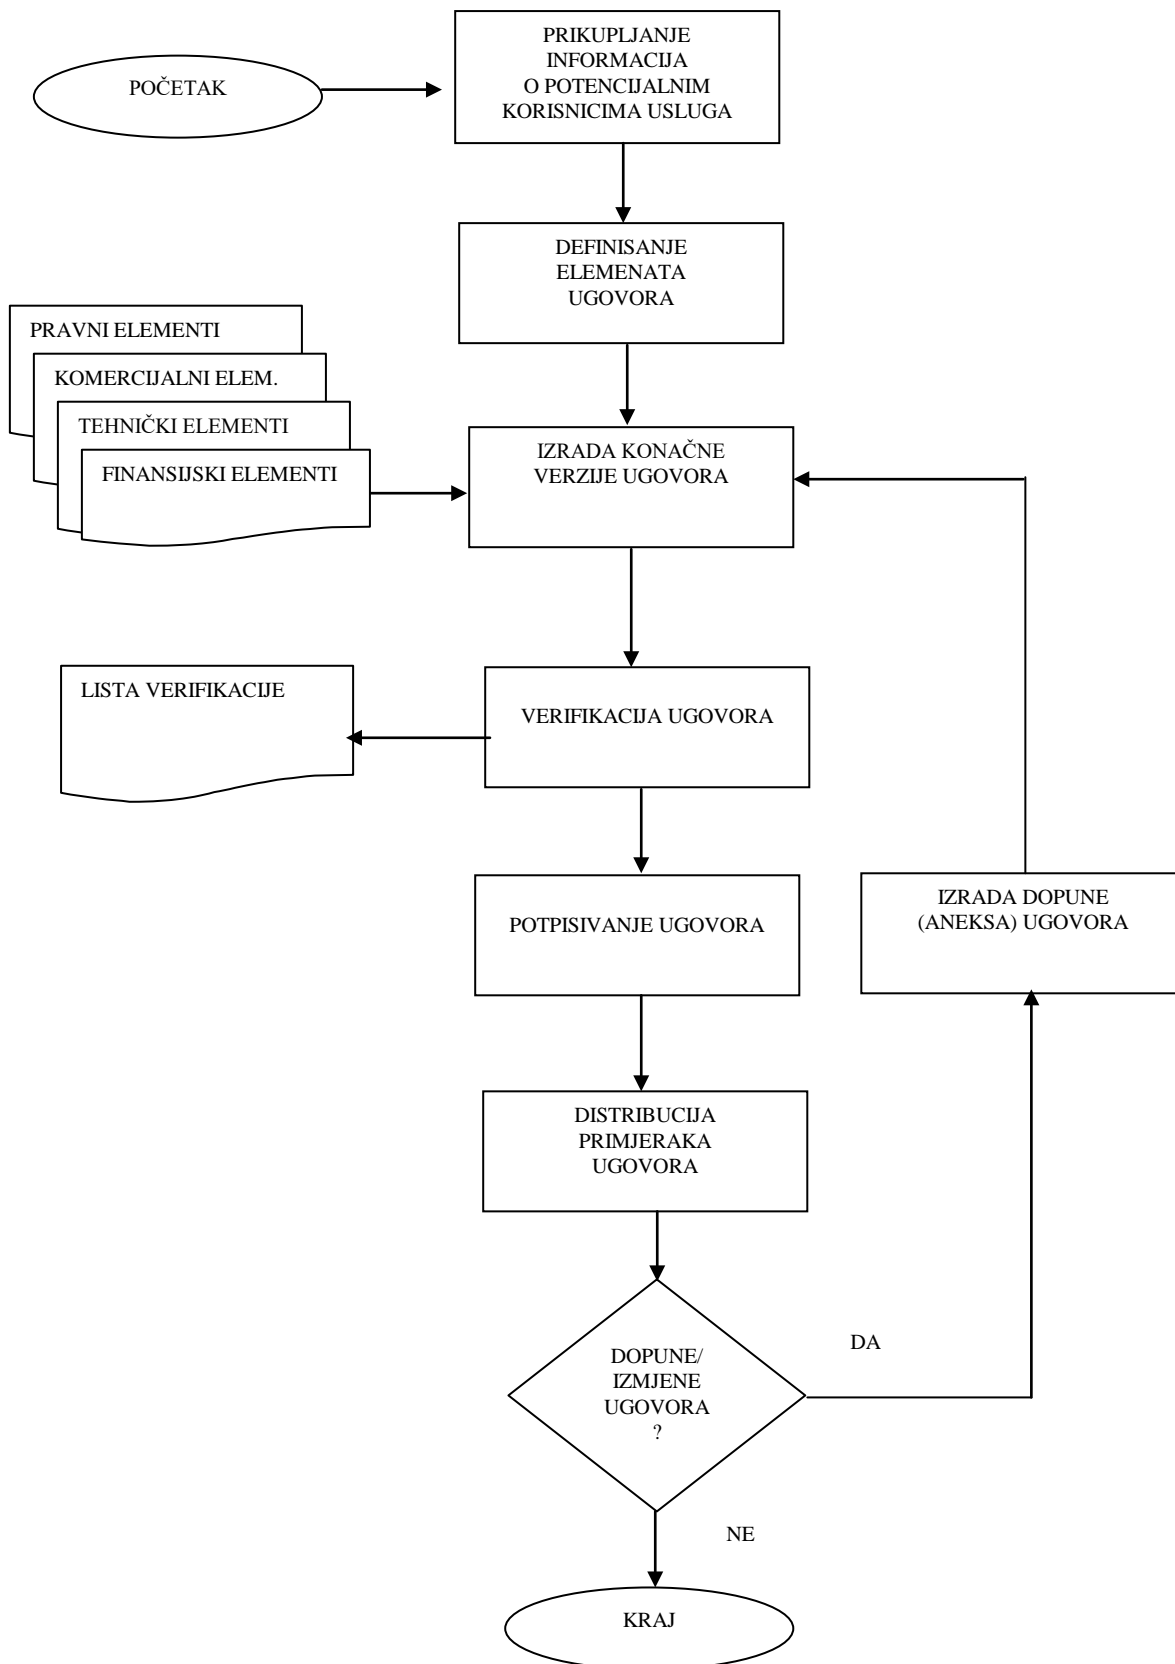 POČETAK
PRIKUPLJANJE
INFORMACIJA
O POTENCIJALNIM
KORISNICIMA USLUGA
DEFINISANJE
ELEMENATA
UGOVORA
PRAVNI ELEMENTI
KOMERCIJALNI ELEM.
TEHNIČKI ELEMENTI
FINANSIJSKI ELEMENTI
IZRADA KONAČNE
VERZIJE UGOVORA
LISTA VERIFIKACIJE
VERIFIKACIJA UGOVORA
POTPISIVANJE UGOVORA
IZRADA DOPUNE
(ANEKSA) UGOVORA
DISTRIBUCIJA
PRIMJERAKA
UGOVORA
DOPUNE/
IZMJENE
UGOVORA
?
DA
NE
KRAJ